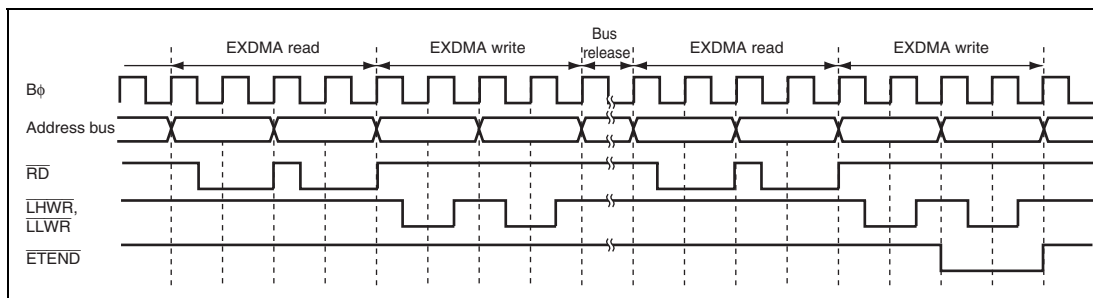 Bus
EXDMA read EXDMA write release EXDMA read EXDMA write
Bϕ
Address bus
RD
LHWR,
LLWR
ETEND